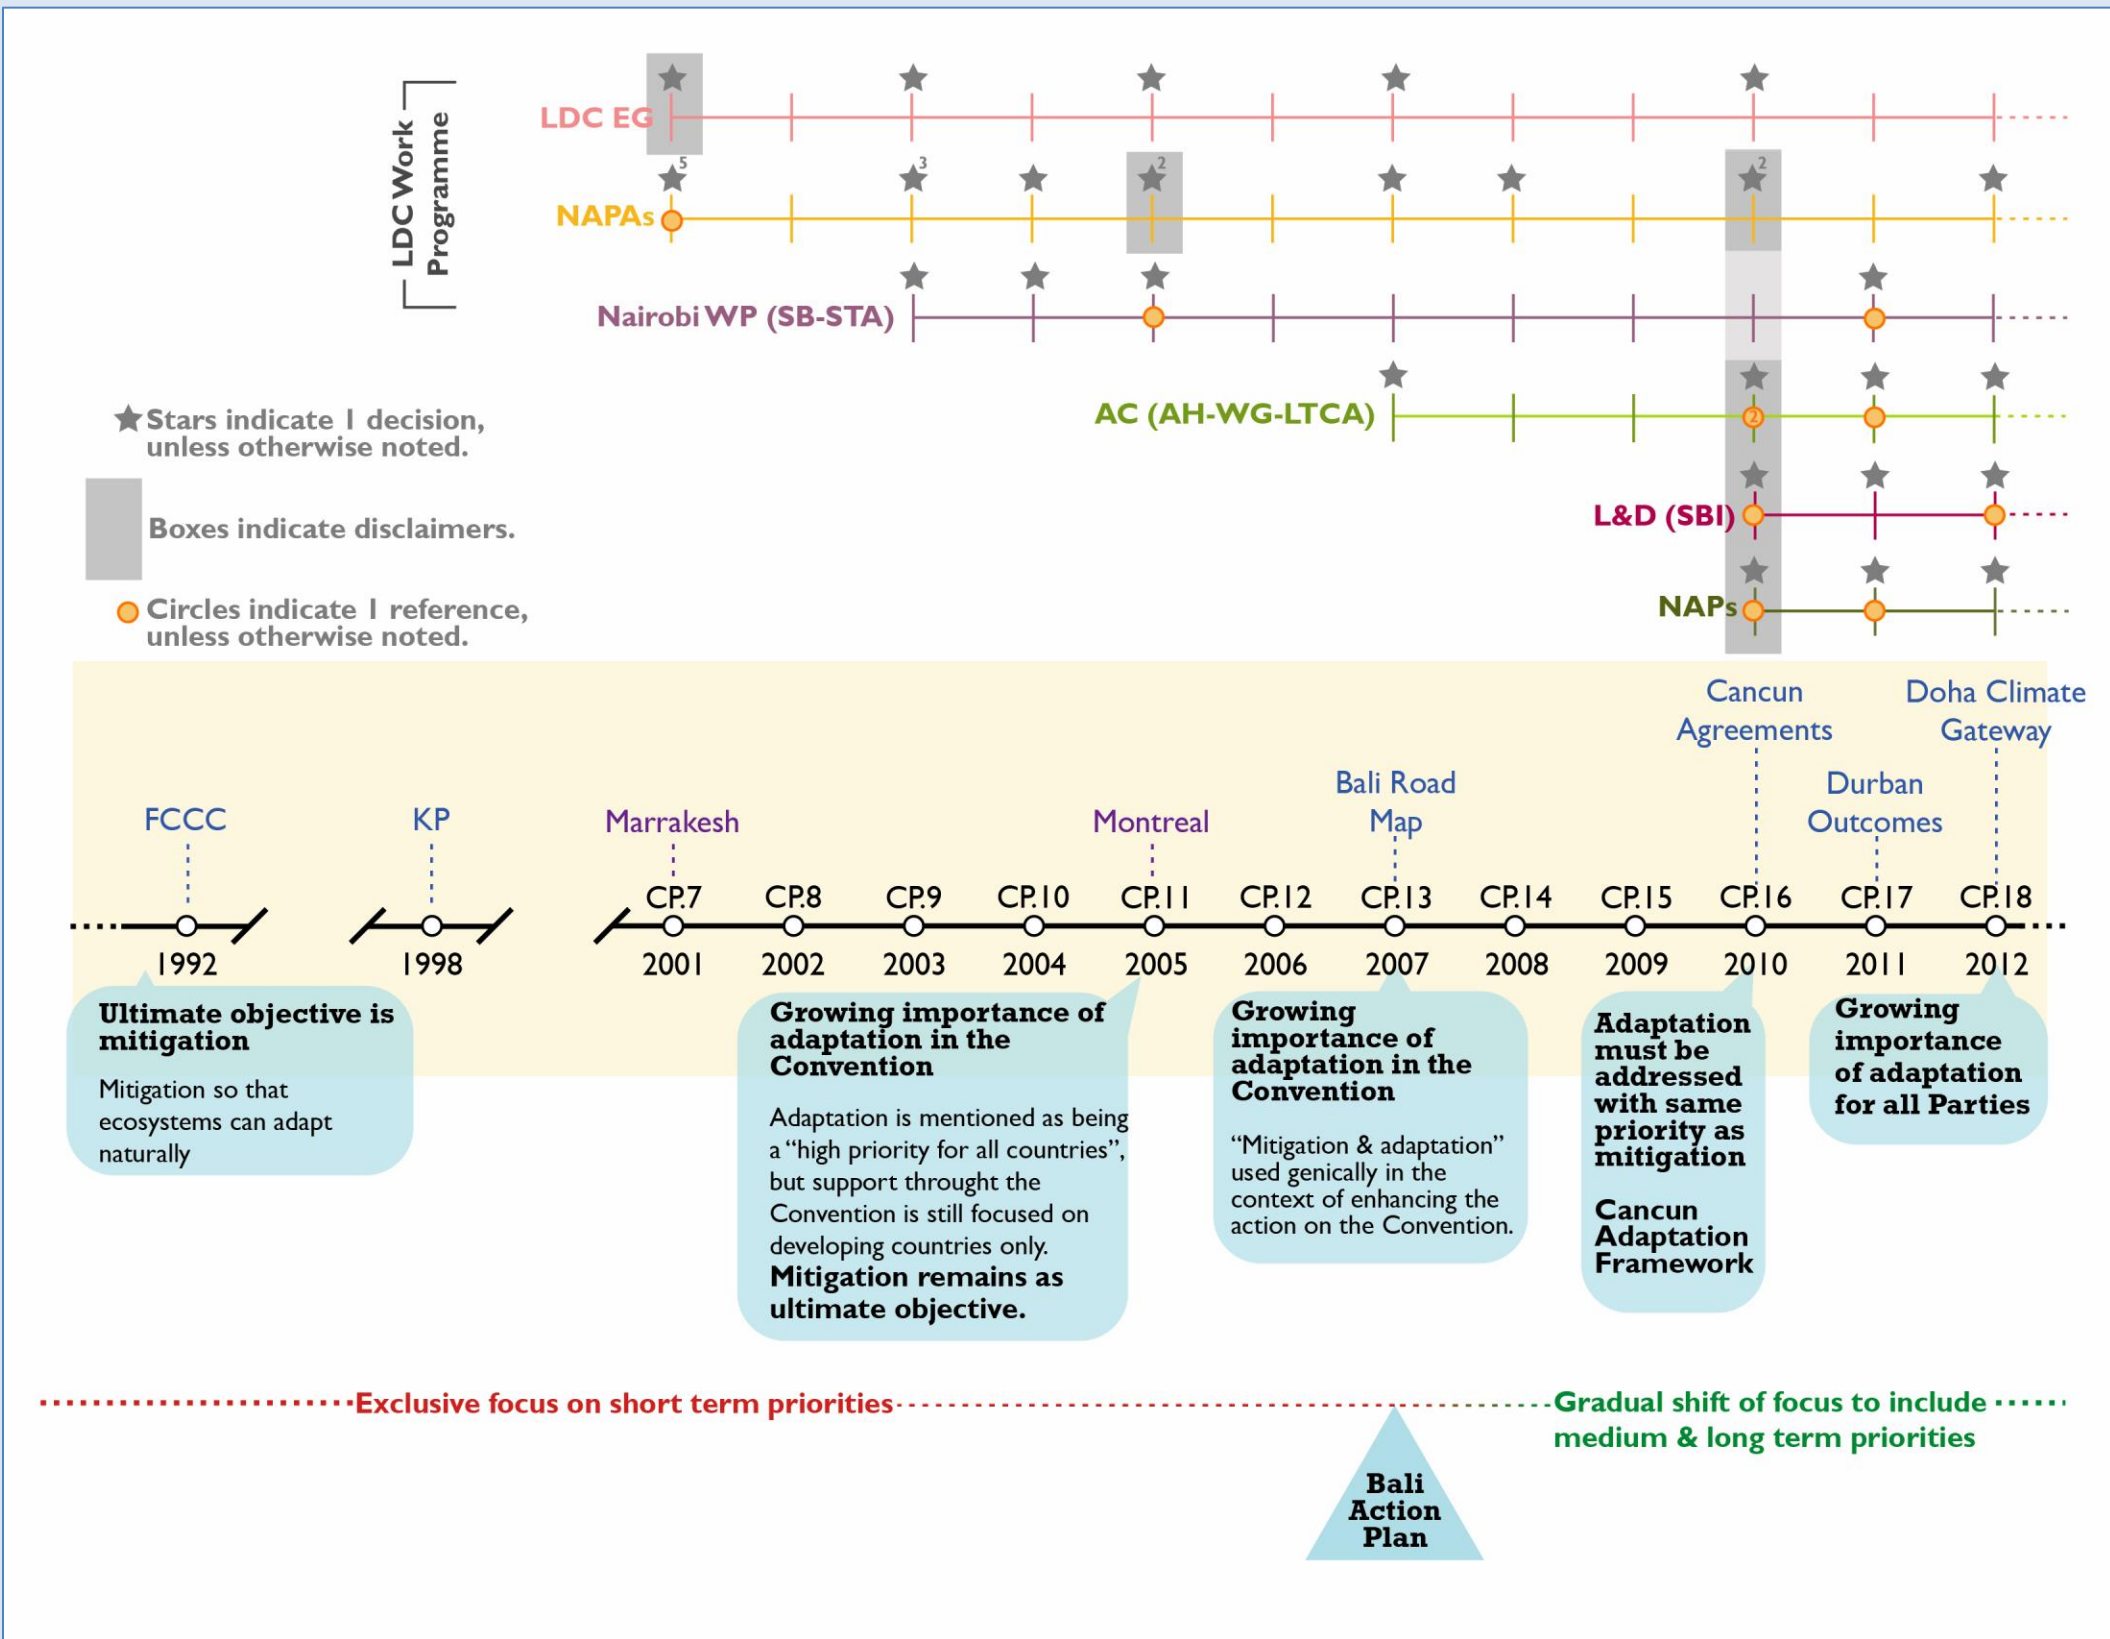 LDC Work
Programme
LDC EG
5
3
2
2
NAPAs
Nairobi WP (SB-STA)
AC (AH-WG-LTCA)
2
L&D (SBI)
NAPs
Stars indicate 1 decision,
unless otherwise noted.
Boxes indicate disclaimers.
Circles indicate 1 reference,
unless otherwise noted.
Cancun
Agreements
Doha Climate
Gateway
Bali Road
Map
Durban
Outcomes
FCCC
KP
Marrakesh
Montreal
CP.7
CP.8
CP.9
CP.10
CP.11
CP.12
CP.13
CP.14
CP.15
CP.16
CP.17
CP.18
1992
1998
2001
2002
2003
2004
2005
2006
2007
2008
2009
2010
2011
2012
Ultimate objective is
mitigation
Mitigation so that
ecosystems can adapt
naturally
Growing importance of
adaptation in the
Convention
Adaptation is mentioned as being
a “high priority for all countries”,
but support throught the
Convention is still focused on
developing countries only.
Mitigation remains as
ultimate objective.
Growing
importance of
adaptation in the
Convention
“Mitigation & adaptation”
used genically in the
context of enhancing the
action on the Convention.
Adaptation
must be
addressed
with same
priority as
mitigation
Cancun
Adaptation
Framework
Growing
importance
of adaptation
for all Parties
Exclusive focus on short term priorities
Gradual shift of focus to include
medium & long term priorities
Bali
Action
Plan